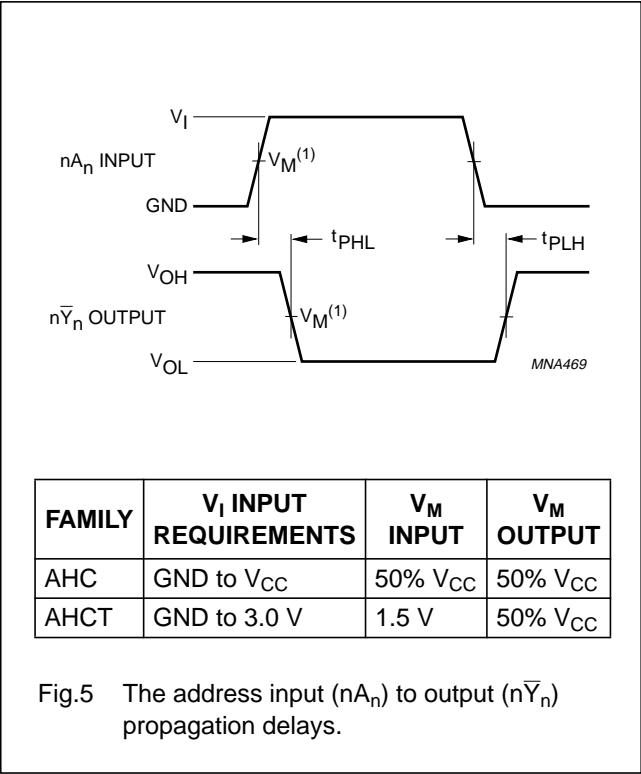 V_I
nA_n INPUT
V_M^(1)
GND
t_PHL
t_PLH
V_OH
nY̅_n OUTPUT
V_M^(1)
V_OL
MNA469
FAMILY V_I INPUT REQUIREMENTS V_M INPUT V_M OUTPUT
AHC GND to V_CC 50% V_CC 50% V_CC
AHCT GND to 3.0 V 1.5 V 50% V_CC
Fig.5 The address input (nA_n) to output (nY̅_n)
propagation delays.